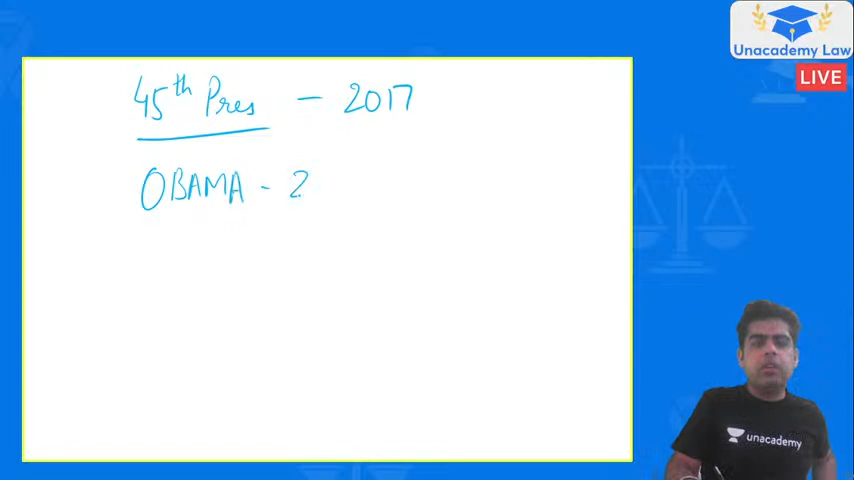 Unacademy Law
LIVE
45th Pres - 2017
OBAMA - 2
unacademy